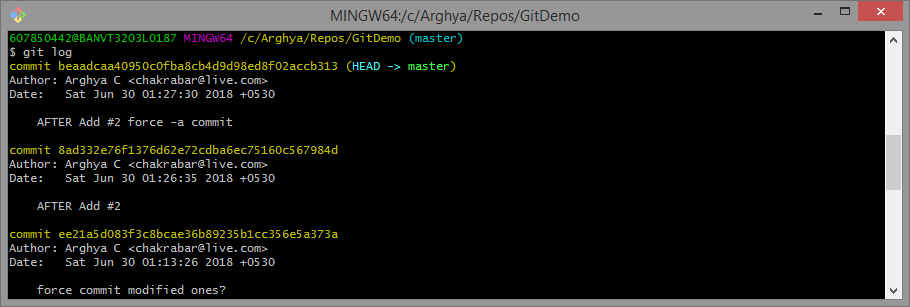 MINGW64:/c/Arghya/Repos/GitDemo
607850442@BANVT3203L0187 MINGW64 /c/Arghya/Repos/GitDemo (master)
$ git log
commit beaadcaa40950c0fba8cb4d9d98ed8f02accb313 (HEAD -> master)
Author: Arghya C <chakrabar@live.com>
Date:   Sat Jun 30 01:27:30 2018 +0530
    AFTER Add #2 force -a commit
commit 8ad332e76f1376d62e72cdba6ec75160c567984d
Author: Arghya C <chakrabar@live.com>
Date:   Sat Jun 30 01:26:35 2018 +0530
    AFTER Add #2
commit ee21a5d083f3c8bcae36b89235b1cc356e5a373a
Author: Arghya C <chakrabar@live.com>
Date:   Sat Jun 30 01:13:26 2018 +0530
    force commit modified ones?